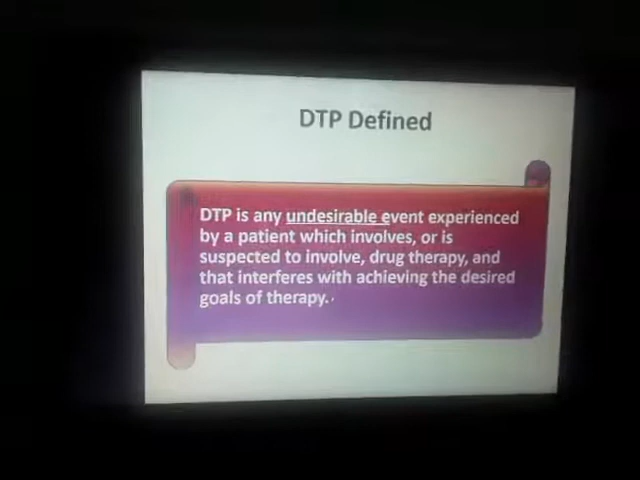 DTP Defined
DTP is any undesirable event experienced
by a patient which involves, or is
suspected to involve, drug therapy, and
that interferes with achieving the desired
goals of therapy.